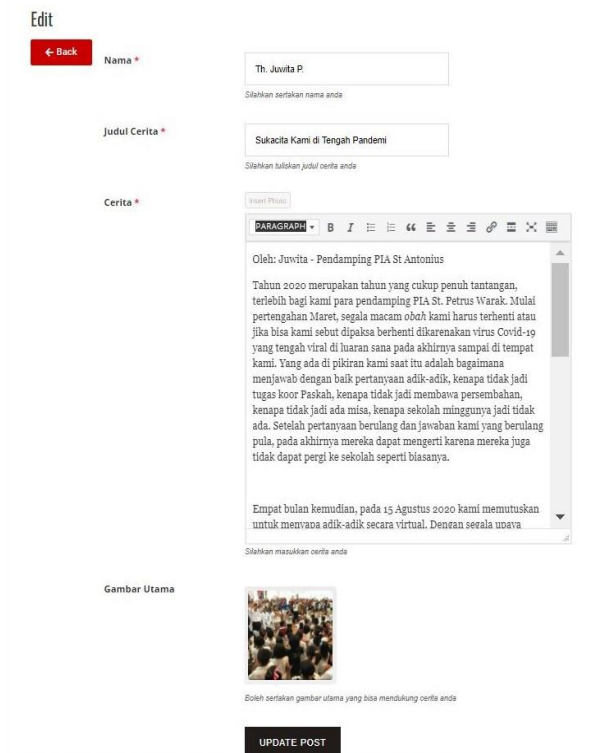 Edit
← Back
Nama *
Th. Juwita P.
Silahkan sertakan nama anda
Judul Cerita *
Sukacita Kami di Tengah Pandemi
Silahkan tuliskan judul cerita anda
Cerita *
Insert Photo
PARAGRAPH
Oleh: Juwita - Pendamping PIA St Antonius
Tahun 2020 merupakan tahun yang cukup penuh tantangan,
terlebih bagi kami para pendamping PIA St. Petrus Warak. Mulai
pertengahan Maret, segala macam obah kami harus terhenti atau
jika bisa kami sebut dipaksa berhenti dikarenakan virus Covid-19
yang tengah viral di luaran sana pada akhirnya sampai di tempat
kami. Yang ada di pikiran kami saat itu adalah bagaimana
menjawab dengan baik pertanyaan adik-adik, kenapa tidak jadi
tugas koor Paskah, kenapa tidak jadi membawa persembahan,
kenapa tidak jadi ada misa, kenapa sekolah minggunya jadi tidak
ada. Setelah pertanyaan berulang dan jawaban kami yang berulang
pula, pada akhirnya mereka dapat mengerti karena mereka juga
tidak dapat pergi ke sekolah seperti biasanya.
Empat bulan kemudian, pada 15 Agustus 2020 kami memutuskan
untuk menyapa adik-adik secara virtual. Dengan segala upaya
Silahkan masukkan cerita anda
Gambar Utama
Boleh sertakan gambar utama yang bisa mendukung cerita anda
UPDATE POST